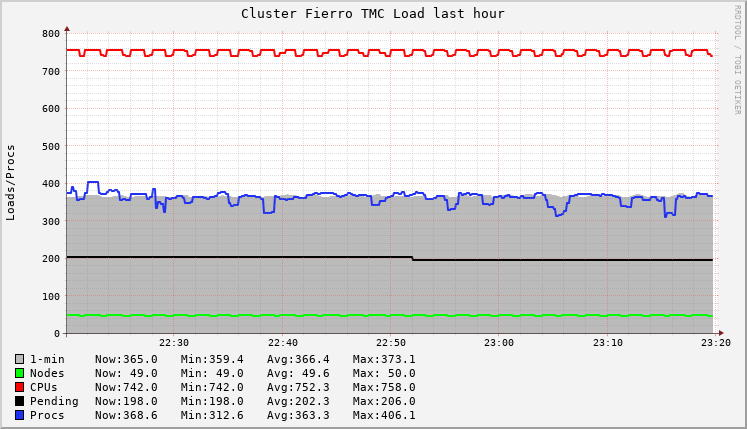 Cluster Fierro TMC Load last hour
RRDTOOL / TOBI OETIKER
Loads/Procs
800
700
600
500
400
300
200
100
0
22:30 22:40 22:50 23:00 23:10 23:20
1-min Now:365.0 Min:359.4 Avg:366.4 Max:373.1
Nodes Now: 49.0 Min: 49.0 Avg: 49.6 Max: 50.0
CPUs Now:742.0 Min:742.0 Avg:752.3 Max:758.0
Pending Now:198.0 Min:198.0 Avg:202.3 Max:206.0
Procs Now:368.6 Min:312.6 Avg:363.3 Max:406.1